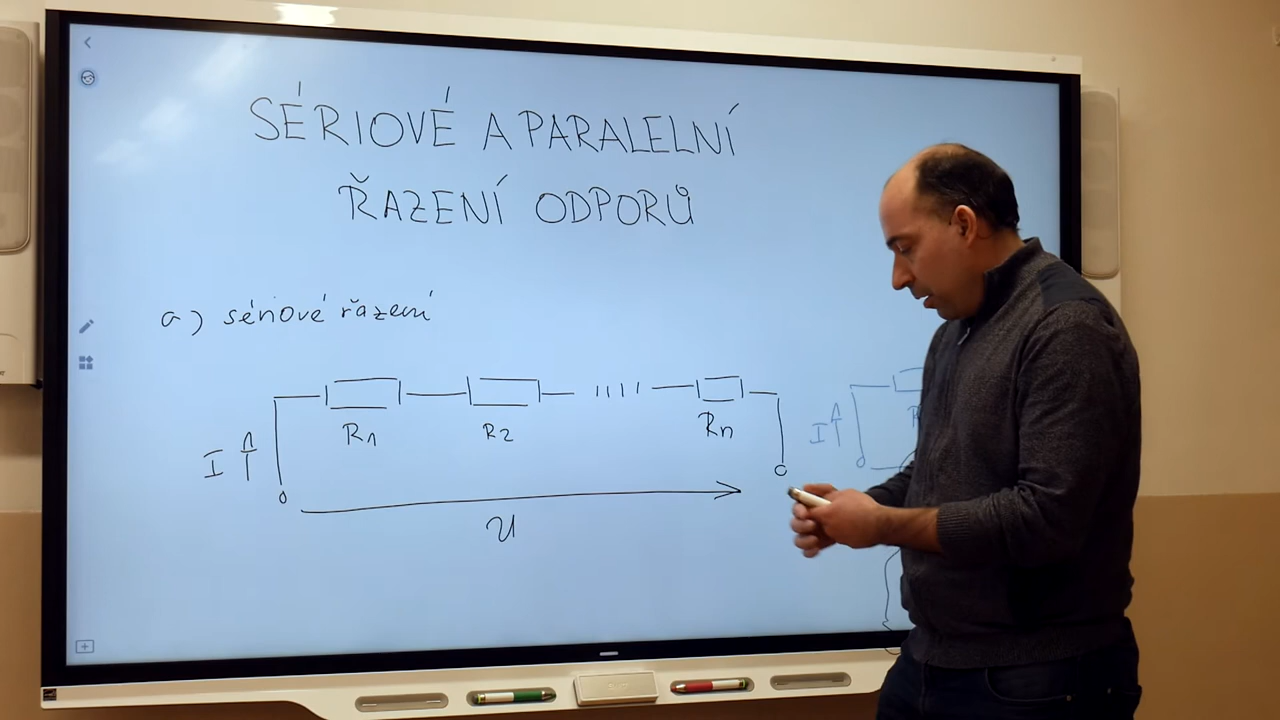 SÉRIOVÉ A PARALELNÍ
ŘAZENÍ ODPORŮ
a) sériové řazení
R1 R2 Rn
I
I
U